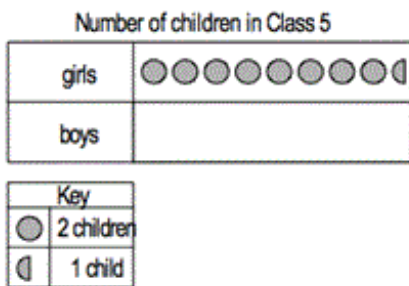 Number of children in Class 5
girls
boys
Key
2 children
1 child